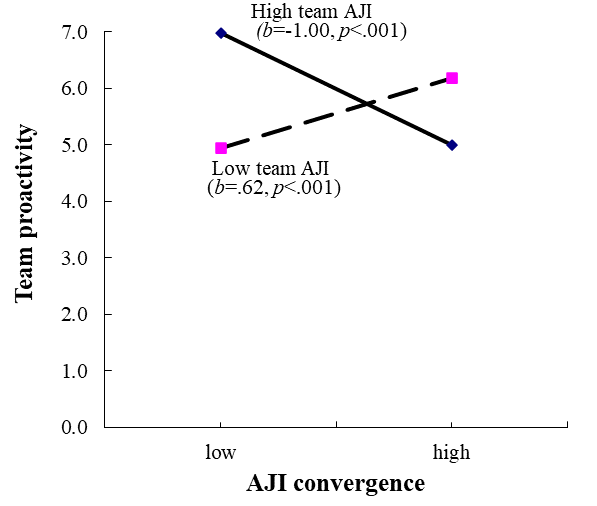 High team AJI
(b=-1.00, p<.001)
7.0
6.0
5.0
4.0
3.0
2.0
1.0
0.0
Team proactivity
Low team AJI
(b=.62, p<.001)
low
high
AJI convergence